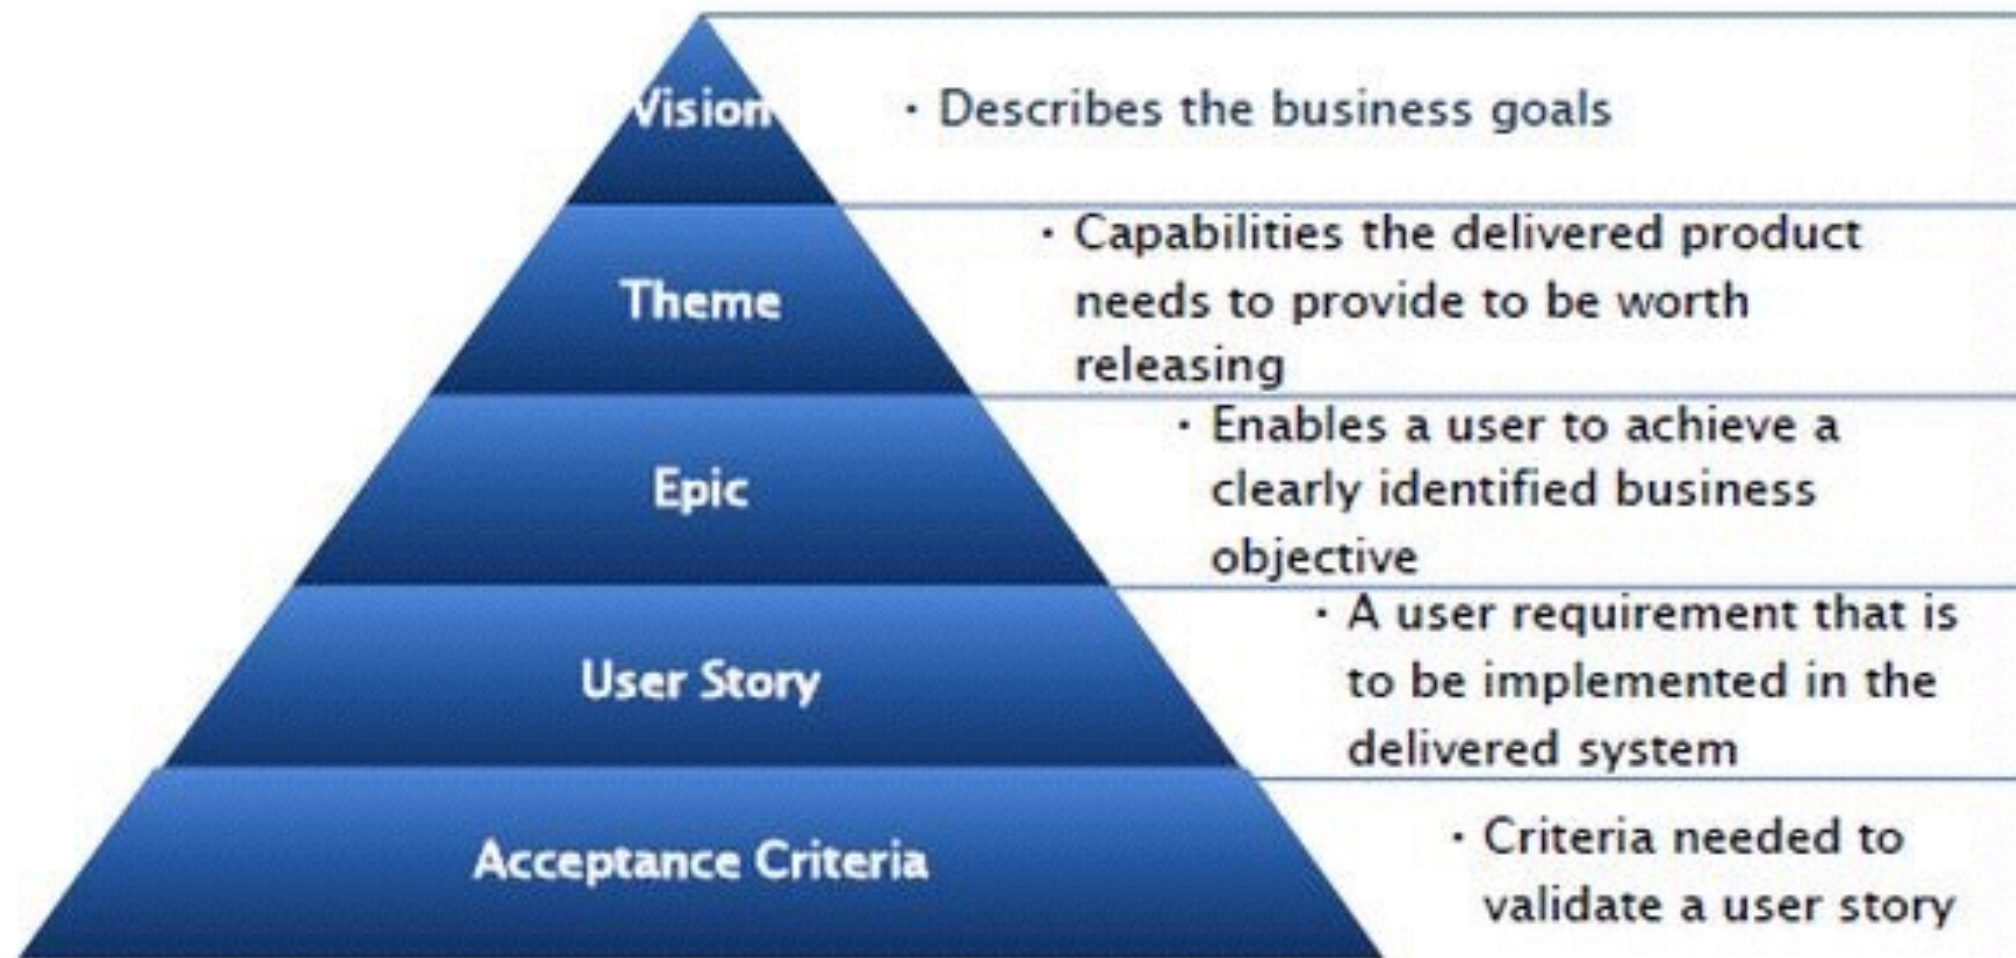 Vision
· Describes the business goals
Theme
· Capabilities the delivered product
needs to provide to be worth
releasing
Epic
· Enables a user to achieve a
clearly identified business
objective
User Story
· A user requirement that is
to be implemented in the
delivered system
Acceptance Criteria
· Criteria needed to
validate a user story